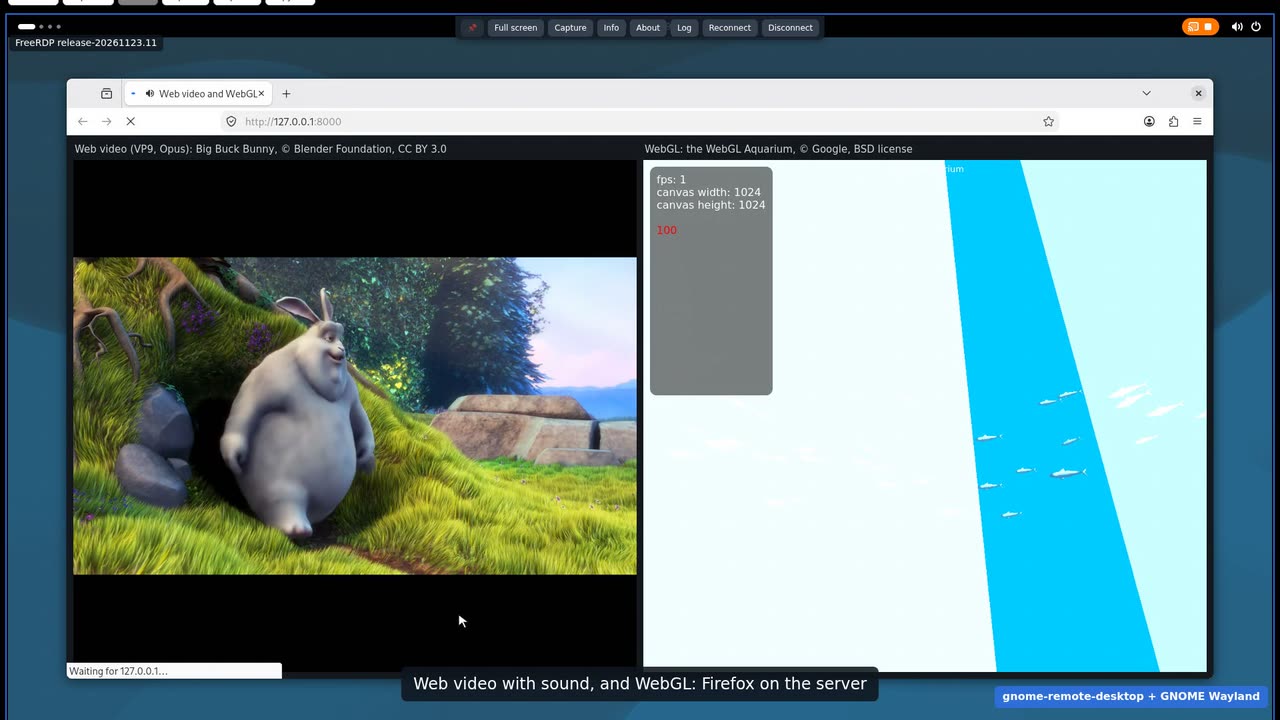 Full screen
Capture
Info
About
Log
Reconnect
Disconnect
FreeRDP release-20261123.11
Web video and WebGL
http://127.0.0.1:8000
Web video (VP9, Opus): Big Buck Bunny, © Blender Foundation, CC BY 3.0
WebGL: the WebGL Aquarium, © Google, BSD license
fps: 1
canvas width: 1024
canvas height: 1024
100
Waiting for 127.0.0.1...
Web video with sound, and WebGL: Firefox on the server
gnome-remote-desktop + GNOME Wayland